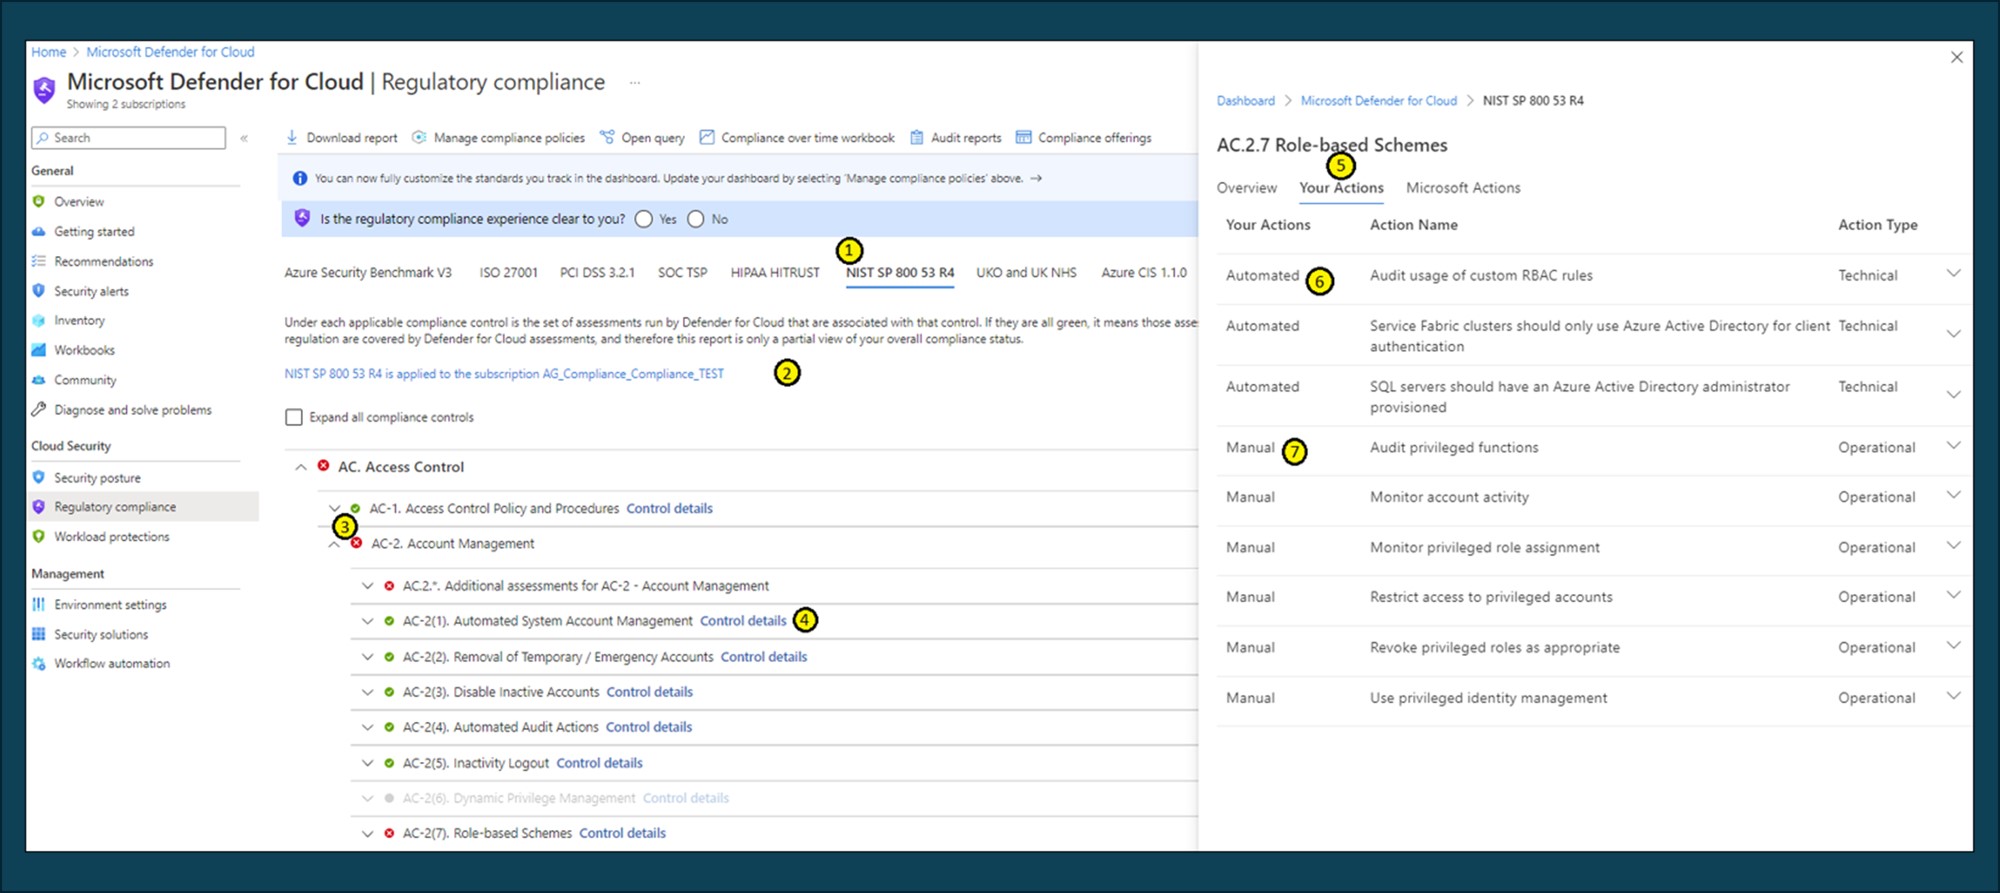 Home > Microsoft Defender for Cloud
Microsoft Defender for Cloud | Regulatory compliance ...
Showing 2 subscriptions
Search «
General
Overview
Getting started
Recommendations
Security alerts
Inventory
Workbooks
Community
Diagnose and solve problems
Cloud Security
Security posture
Regulatory compliance
Workload protections
Management
Environment settings
Security solutions
Workflow automation
Download report Manage compliance policies Open query Compliance over time workbook Audit reports Compliance offerings
You can now fully customize the standards you track in the dashboard. Update your dashboard by selecting 'Manage compliance policies' above. →
Is the regulatory compliance experience clear to you? Yes No
1
Azure Security Benchmark V3 ISO 27001 PCI DSS 3.2.1 SOC TSP HIPAA HITRUST NIST SP 800 53 R4 UKO and UK NHS Azure CIS 1.1.0
Under each applicable compliance control is the set of assessments run by Defender for Cloud that are associated with that control. If they are all green, it means those asse
regulation are covered by Defender for Cloud assessments, and therefore this report is only a partial view of your overall compliance status.
NIST SP 800 53 R4 is applied to the subscription AG_Compliance_Compliance_TEST 2
Expand all compliance controls
AC. Access Control
AC-1. Access Control Policy and Procedures Control details
3
AC-2. Account Management
AC.2.*. Additional assessments for AC-2 - Account Management
AC-2(1). Automated System Account Management Control details 4
AC-2(2). Removal of Temporary / Emergency Accounts Control details
AC-2(3). Disable Inactive Accounts Control details
AC-2(4). Automated Audit Actions Control details
AC-2(5). Inactivity Logout Control details
AC-2(6). Dynamic Privilege Management Control details
AC-2(7). Role-based Schemes Control details
Dashboard > Microsoft Defender for Cloud > NIST SP 800 53 R4
AC.2.7 Role-based Schemes
5
Overview Your Actions Microsoft Actions
Your Actions Action Name Action Type
Automated 6 Audit usage of custom RBAC rules Technical
Automated Service Fabric clusters should only use Azure Active Directory for client Technical
authentication
Automated SQL servers should have an Azure Active Directory administrator Technical
provisioned
Manual 7 Audit privileged functions Operational
Manual Monitor account activity Operational
Manual Monitor privileged role assignment Operational
Manual Restrict access to privileged accounts Operational
Manual Revoke privileged roles as appropriate Operational
Manual Use privileged identity management Operational